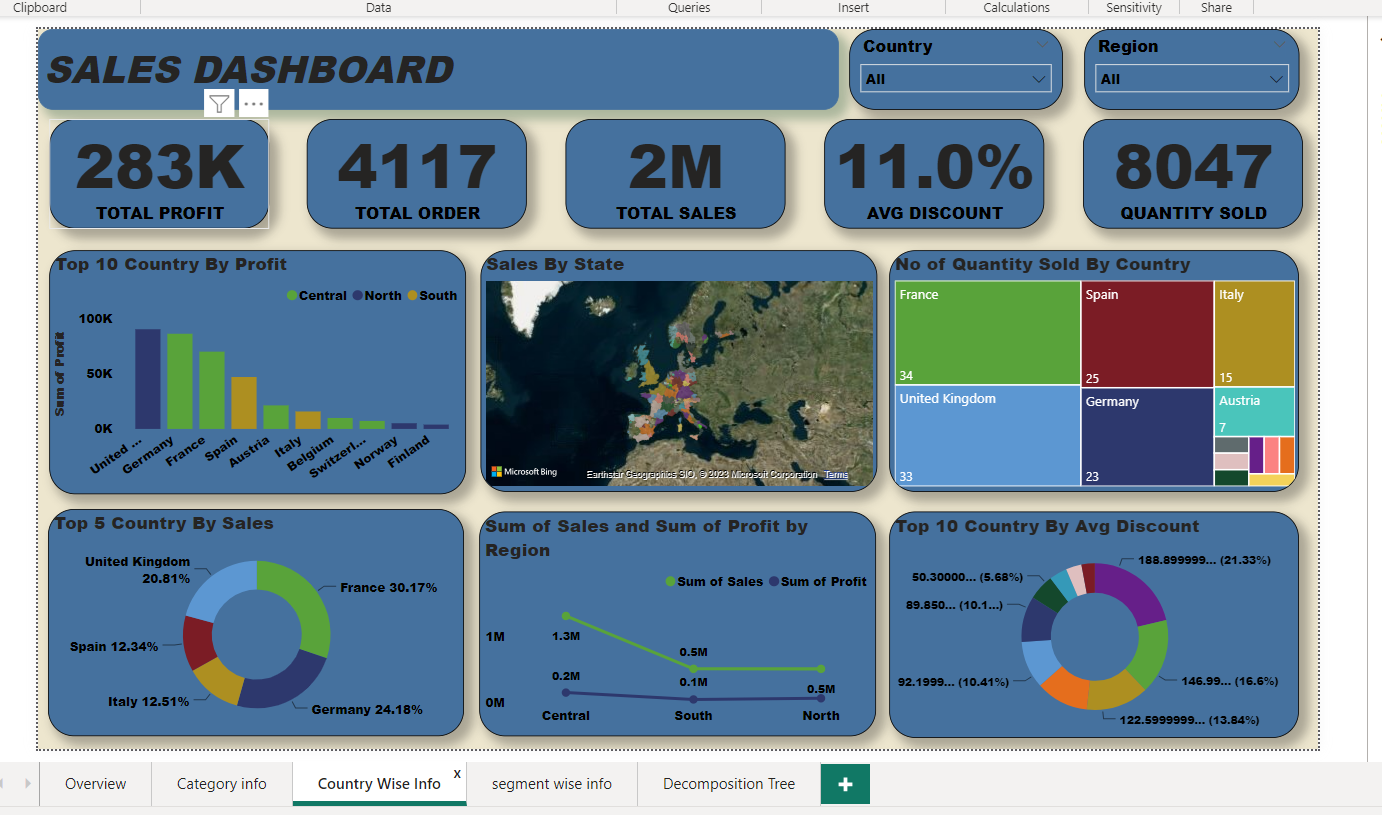 Clipboard
Data
Queries
Insert
Calculations
Sensitivity
Share
SALES DASHBOARD
Country
All
Region
All
283K
TOTAL PROFIT
4117
TOTAL ORDER
2M
TOTAL SALES
11.0%
AVG DISCOUNT
8047
QUANTITY SOLD
Top 10 Country By Profit
Central
North
South
Sum of Profit
100K
50K
0K
United ...
Germany
France
Spain
Austria
Italy
Belgium
Switzerl...
Norway
Finland
Sales By State
Microsoft Bing
Earthstar Geographics SIO, © 2023 Microsoft Corporation
Terms
No of Quantity Sold By Country
France
34
United Kingdom
33
Spain
25
Germany
23
Italy
15
Austria
7
Top 5 Country By Sales
United Kingdom
20.81%
France 30.17%
Spain 12.34%
Italy 12.51%
Germany 24.18%
Sum of Sales and Sum of Profit by
Region
Sum of Sales
Sum of Profit
1M
0M
1.3M
0.5M
0.2M
0.1M
0.5M
Central
South
North
Top 10 Country By Avg Discount
188.899999... (21.33%)
50.30000... (5.68%)
89.850... (10.1...)
92.1999... (10.41%)
146.99... (16.6%)
122.5999999... (13.84%)
Overview
Category info
Country Wise Info
x
segment wise info
Decomposition Tree
+